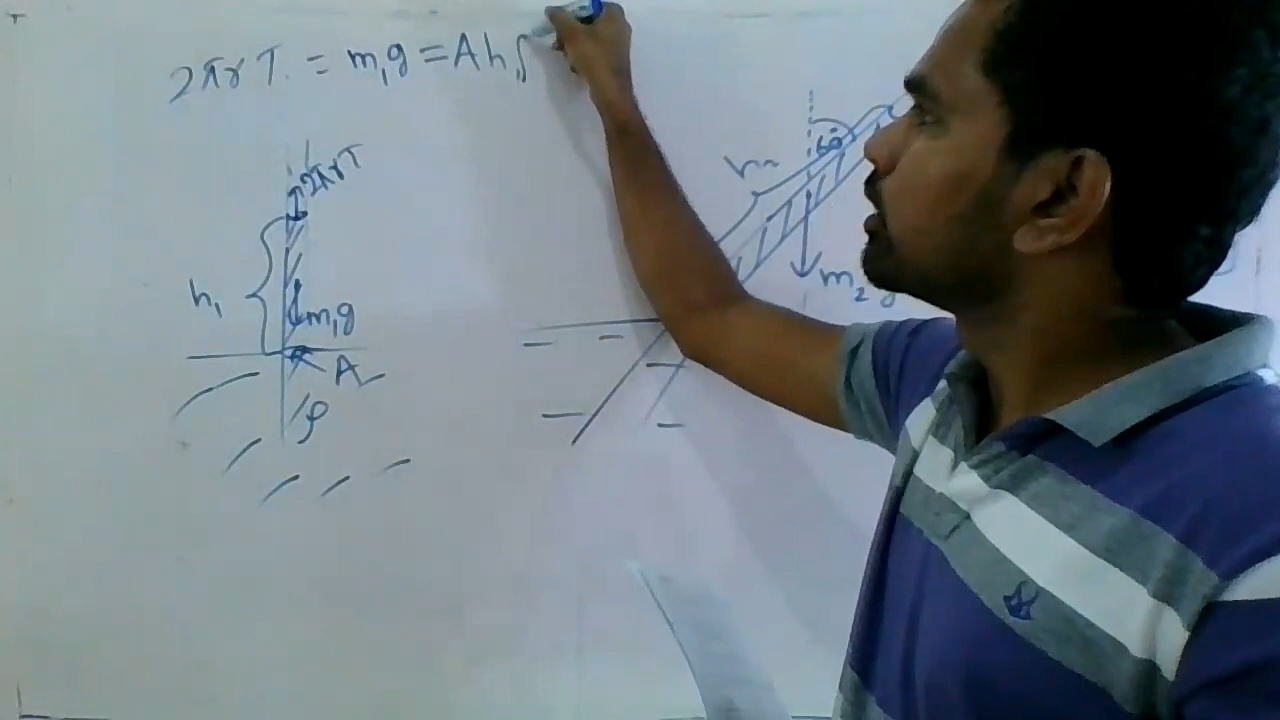 2πrT = m₁g = Ah₁ρ
2πrT
60°
h₁
m₁g
m₂g
A
ρ